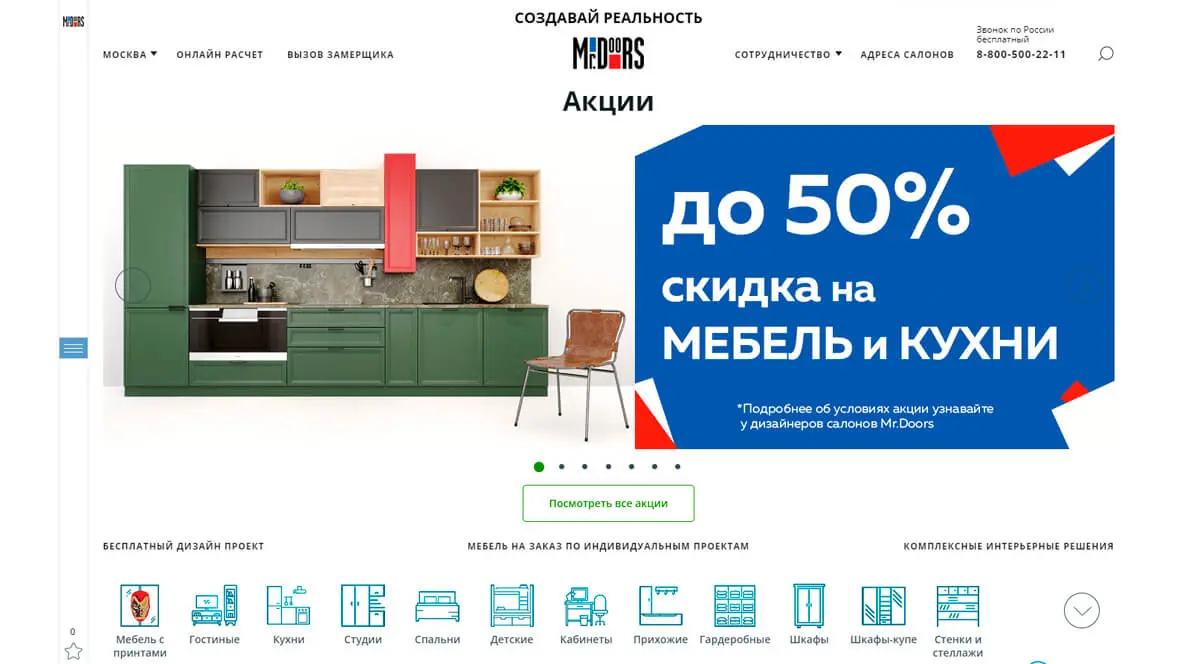 Mr.Doors
СОЗДАВАЙ РЕАЛЬНОСТЬ
МОСКВА
ОНЛАЙН РАСЧЕТ
ВЫЗОВ ЗАМЕРЩИКА
Mr.Doors
СОТРУДНИЧЕСТВО
АДРЕСА САЛОНОВ
Звонок по России
бесплатный
8-800-500-22-11
Акции
до 50%
скидка на
МЕБЕЛЬ и КУХНИ
*Подробнее об условиях акции узнавайте
у дизайнеров салонов Mr.Doors
Посмотреть все акции
БЕСПЛАТНЫЙ ДИЗАЙН ПРОЕКТ
МЕБЕЛЬ НА ЗАКАЗ ПО ИНДИВИДУАЛЬНЫМ ПРОЕКТАМ
КОМПЛЕКСНЫЕ ИНТЕРЬЕРНЫЕ РЕШЕНИЯ
Мебель с
принтами
Гостиные
Кухни
Студии
Спальни
Детские
Кабинеты
Прихожие
Гардеробные
Шкафы
Шкафы-купе
Стенки и
стеллажи
0